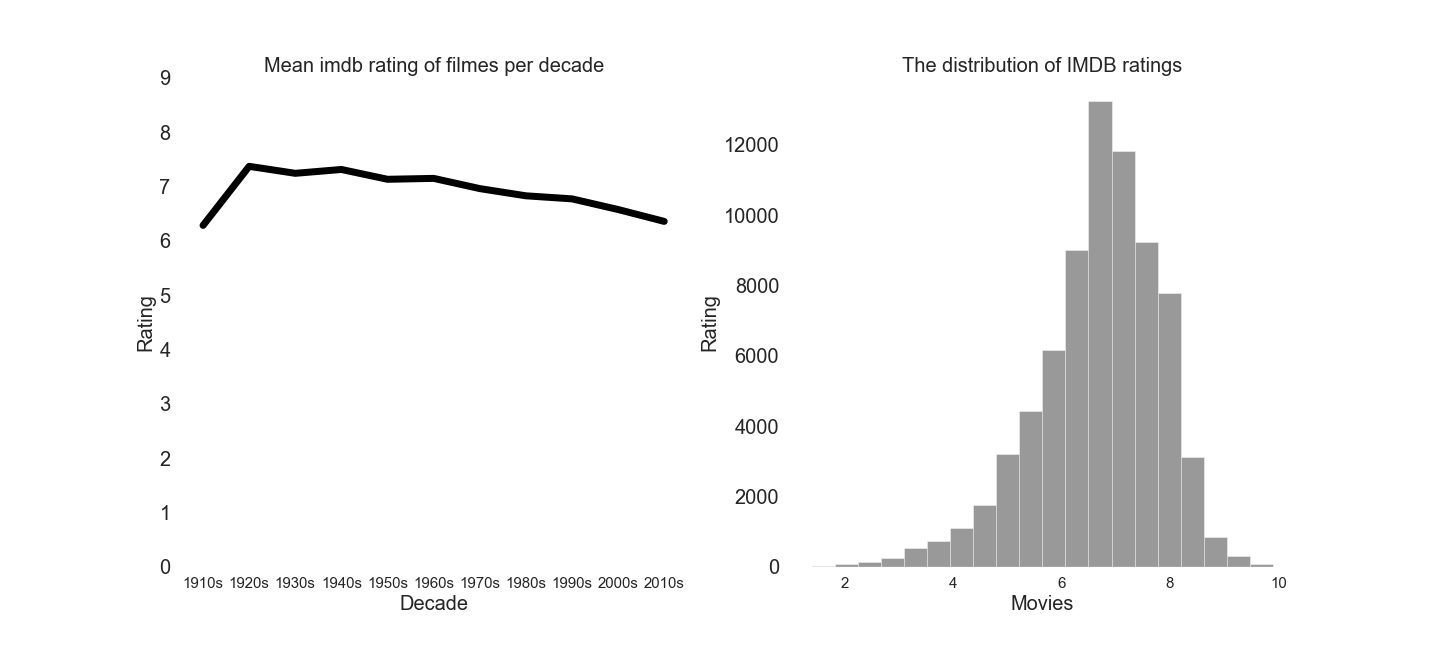 Mean imdb rating of filmes per decade
9
8
7
6
5
4
3
2
1
0
Rating
1910s 1920s 1930s 1940s 1950s 1960s 1970s 1980s 1990s 2000s 2010s
Decade
The distribution of IMDB ratings
12000
10000
8000
6000
4000
2000
0
Rating
2 4 6 8 10
Movies